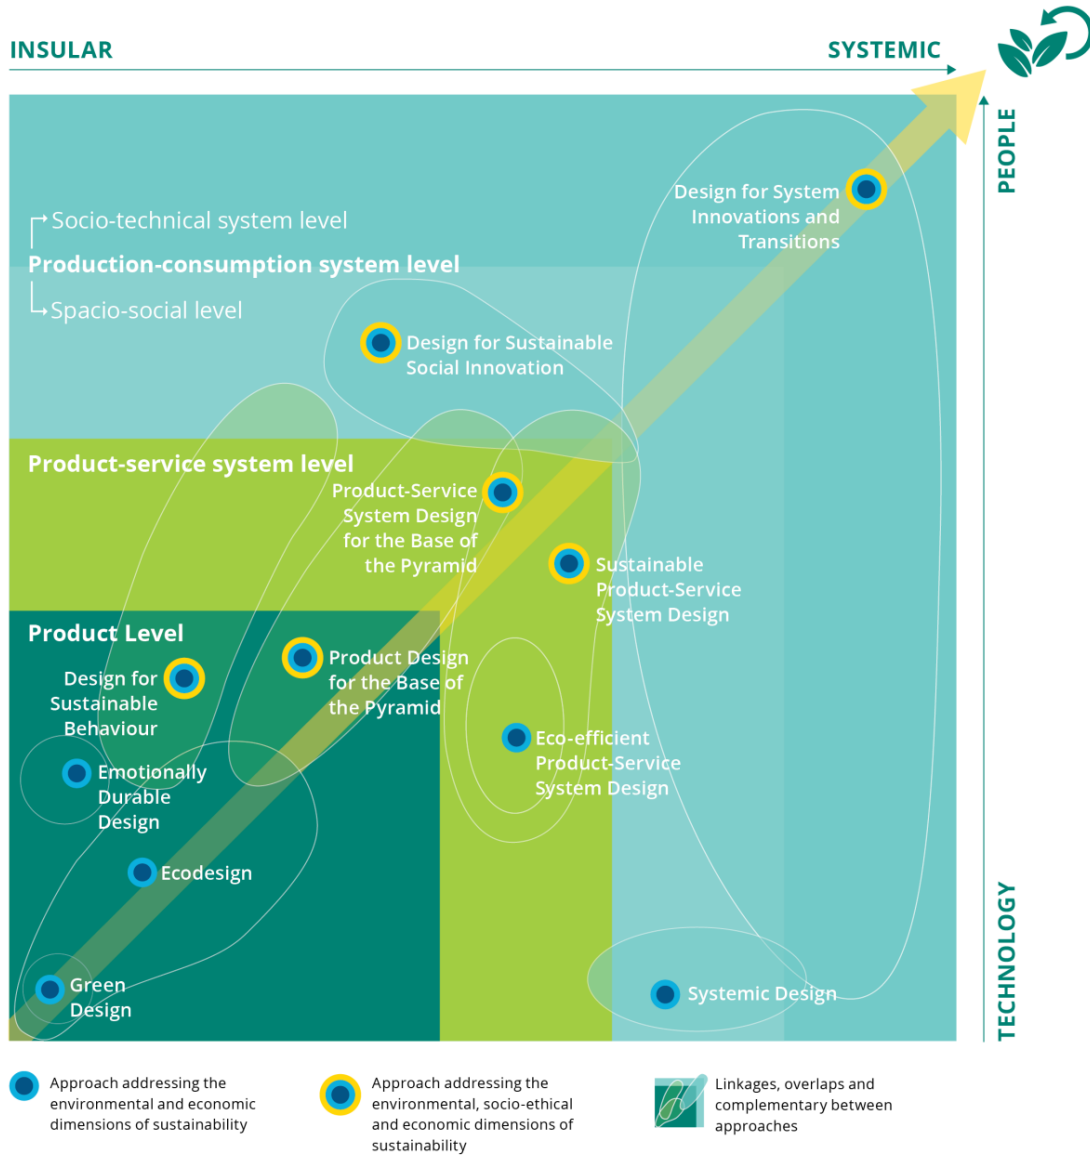 INSULAR
SYSTEMIC
PEOPLE
Design for System
Innovations and
Transitions
Socio-technical system level
Production-consumption system level
Spacio-social level
Design for Sustainable
Social Innovation
Product-service system level
Product-Service
System Design
for the Base of
the Pyramid
Sustainable
Product-Service
System Design
Product Level
Design for
Sustainable
Behaviour
Product Design
for the Base of
the Pyramid
Emotionally
Durable
Design
Eco-efficient
Product-Service
System Design
Ecodesign
Green
Design
Systemic Design
TECHNOLOGY
Approach addressing the
environmental and economic
dimensions of sustainability
Approach addressing the
environmental, socio-ethical
and economic dimensions of
sustainability
Linkages, overlaps and
complementary between
approaches